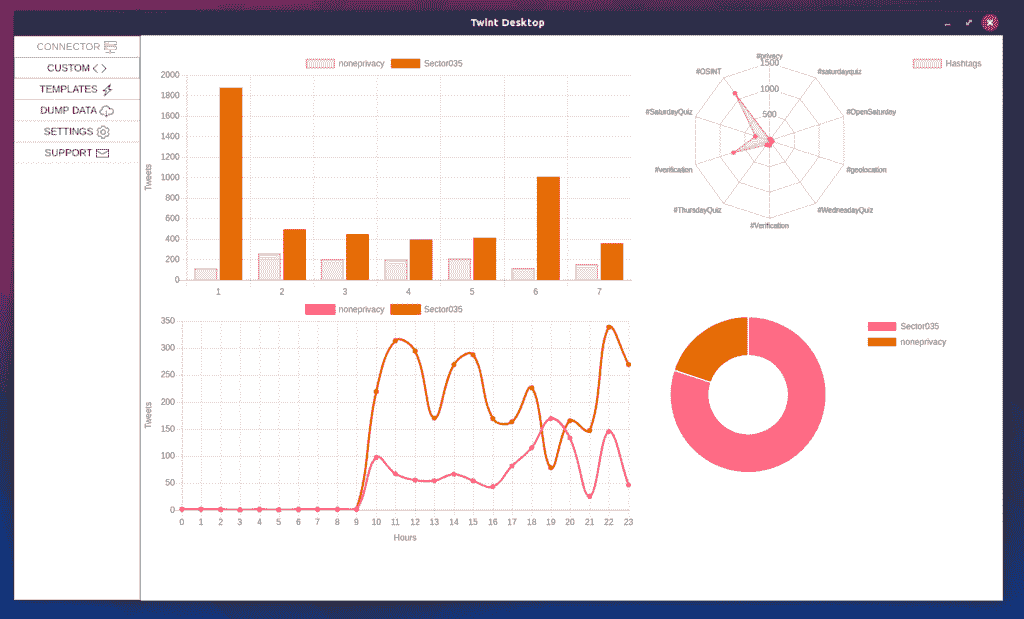 Twint Desktop
CONNECTOR
CUSTOM
TEMPLATES
DUMP DATA
SETTINGS
SUPPORT
noneprivacy Sector035
2000
1800
1600
1400
1200
1000
800
600
400
200
0
Tweets
1 2 3 4 5 6 7
Hashtags
#privacy
1500
1000
500
#saturdayquiz
#OpenSaturday
#geolocation
#WednesdayQuiz
#Verification
#ThursdayQuiz
#verification
#SaturdayQuiz
#OSINT
noneprivacy Sector035
350
300
250
200
150
100
50
0
Tweets
0 1 2 3 4 5 6 7 8 9 10 11 12 13 14 15 16 17 18 19 20 21 22 23
Hours
Sector035
noneprivacy